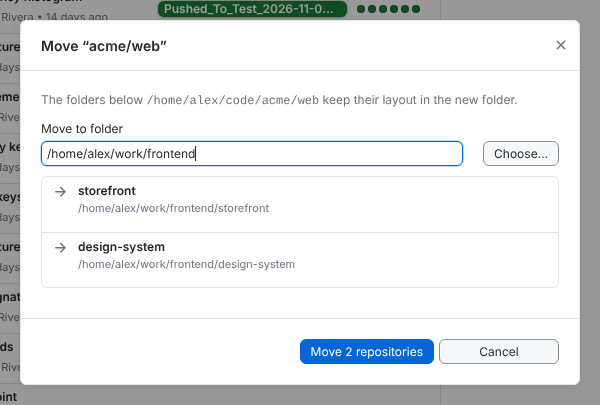 Rivera • 14 days ago
Pushed_To_Test_2026-11-0...
Move “acme/web”
The folders below /home/alex/code/acme/web keep their layout in the new folder.
Move to folder
/home/alex/work/frontend
Choose...
storefront
/home/alex/work/frontend/storefront
design-system
/home/alex/work/frontend/design-system
Move 2 repositories
Cancel